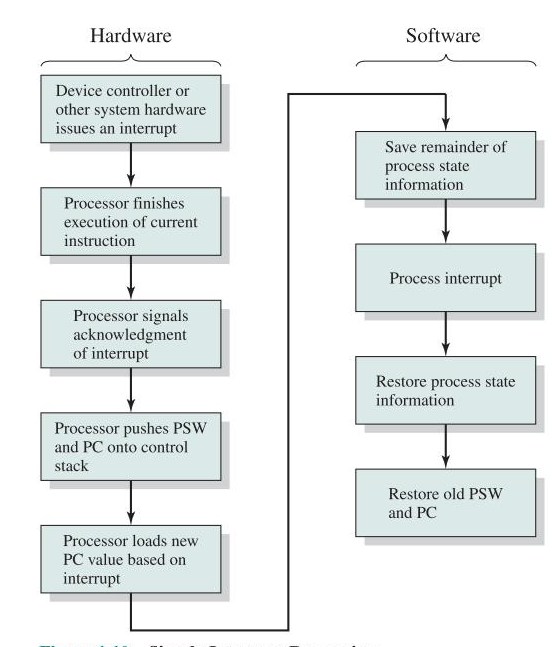 Hardware
Device controller or
other system hardware
issues an interrupt
Processor finishes
execution of current
instruction
Processor signals
acknowledgment
of interrupt
Processor pushes PSW
and PC onto control
stack
Processor loads new
PC value based on
interrupt
Software
Save remainder of
process state
information
Process interrupt
Restore process state
information
Restore old PSW
and PC